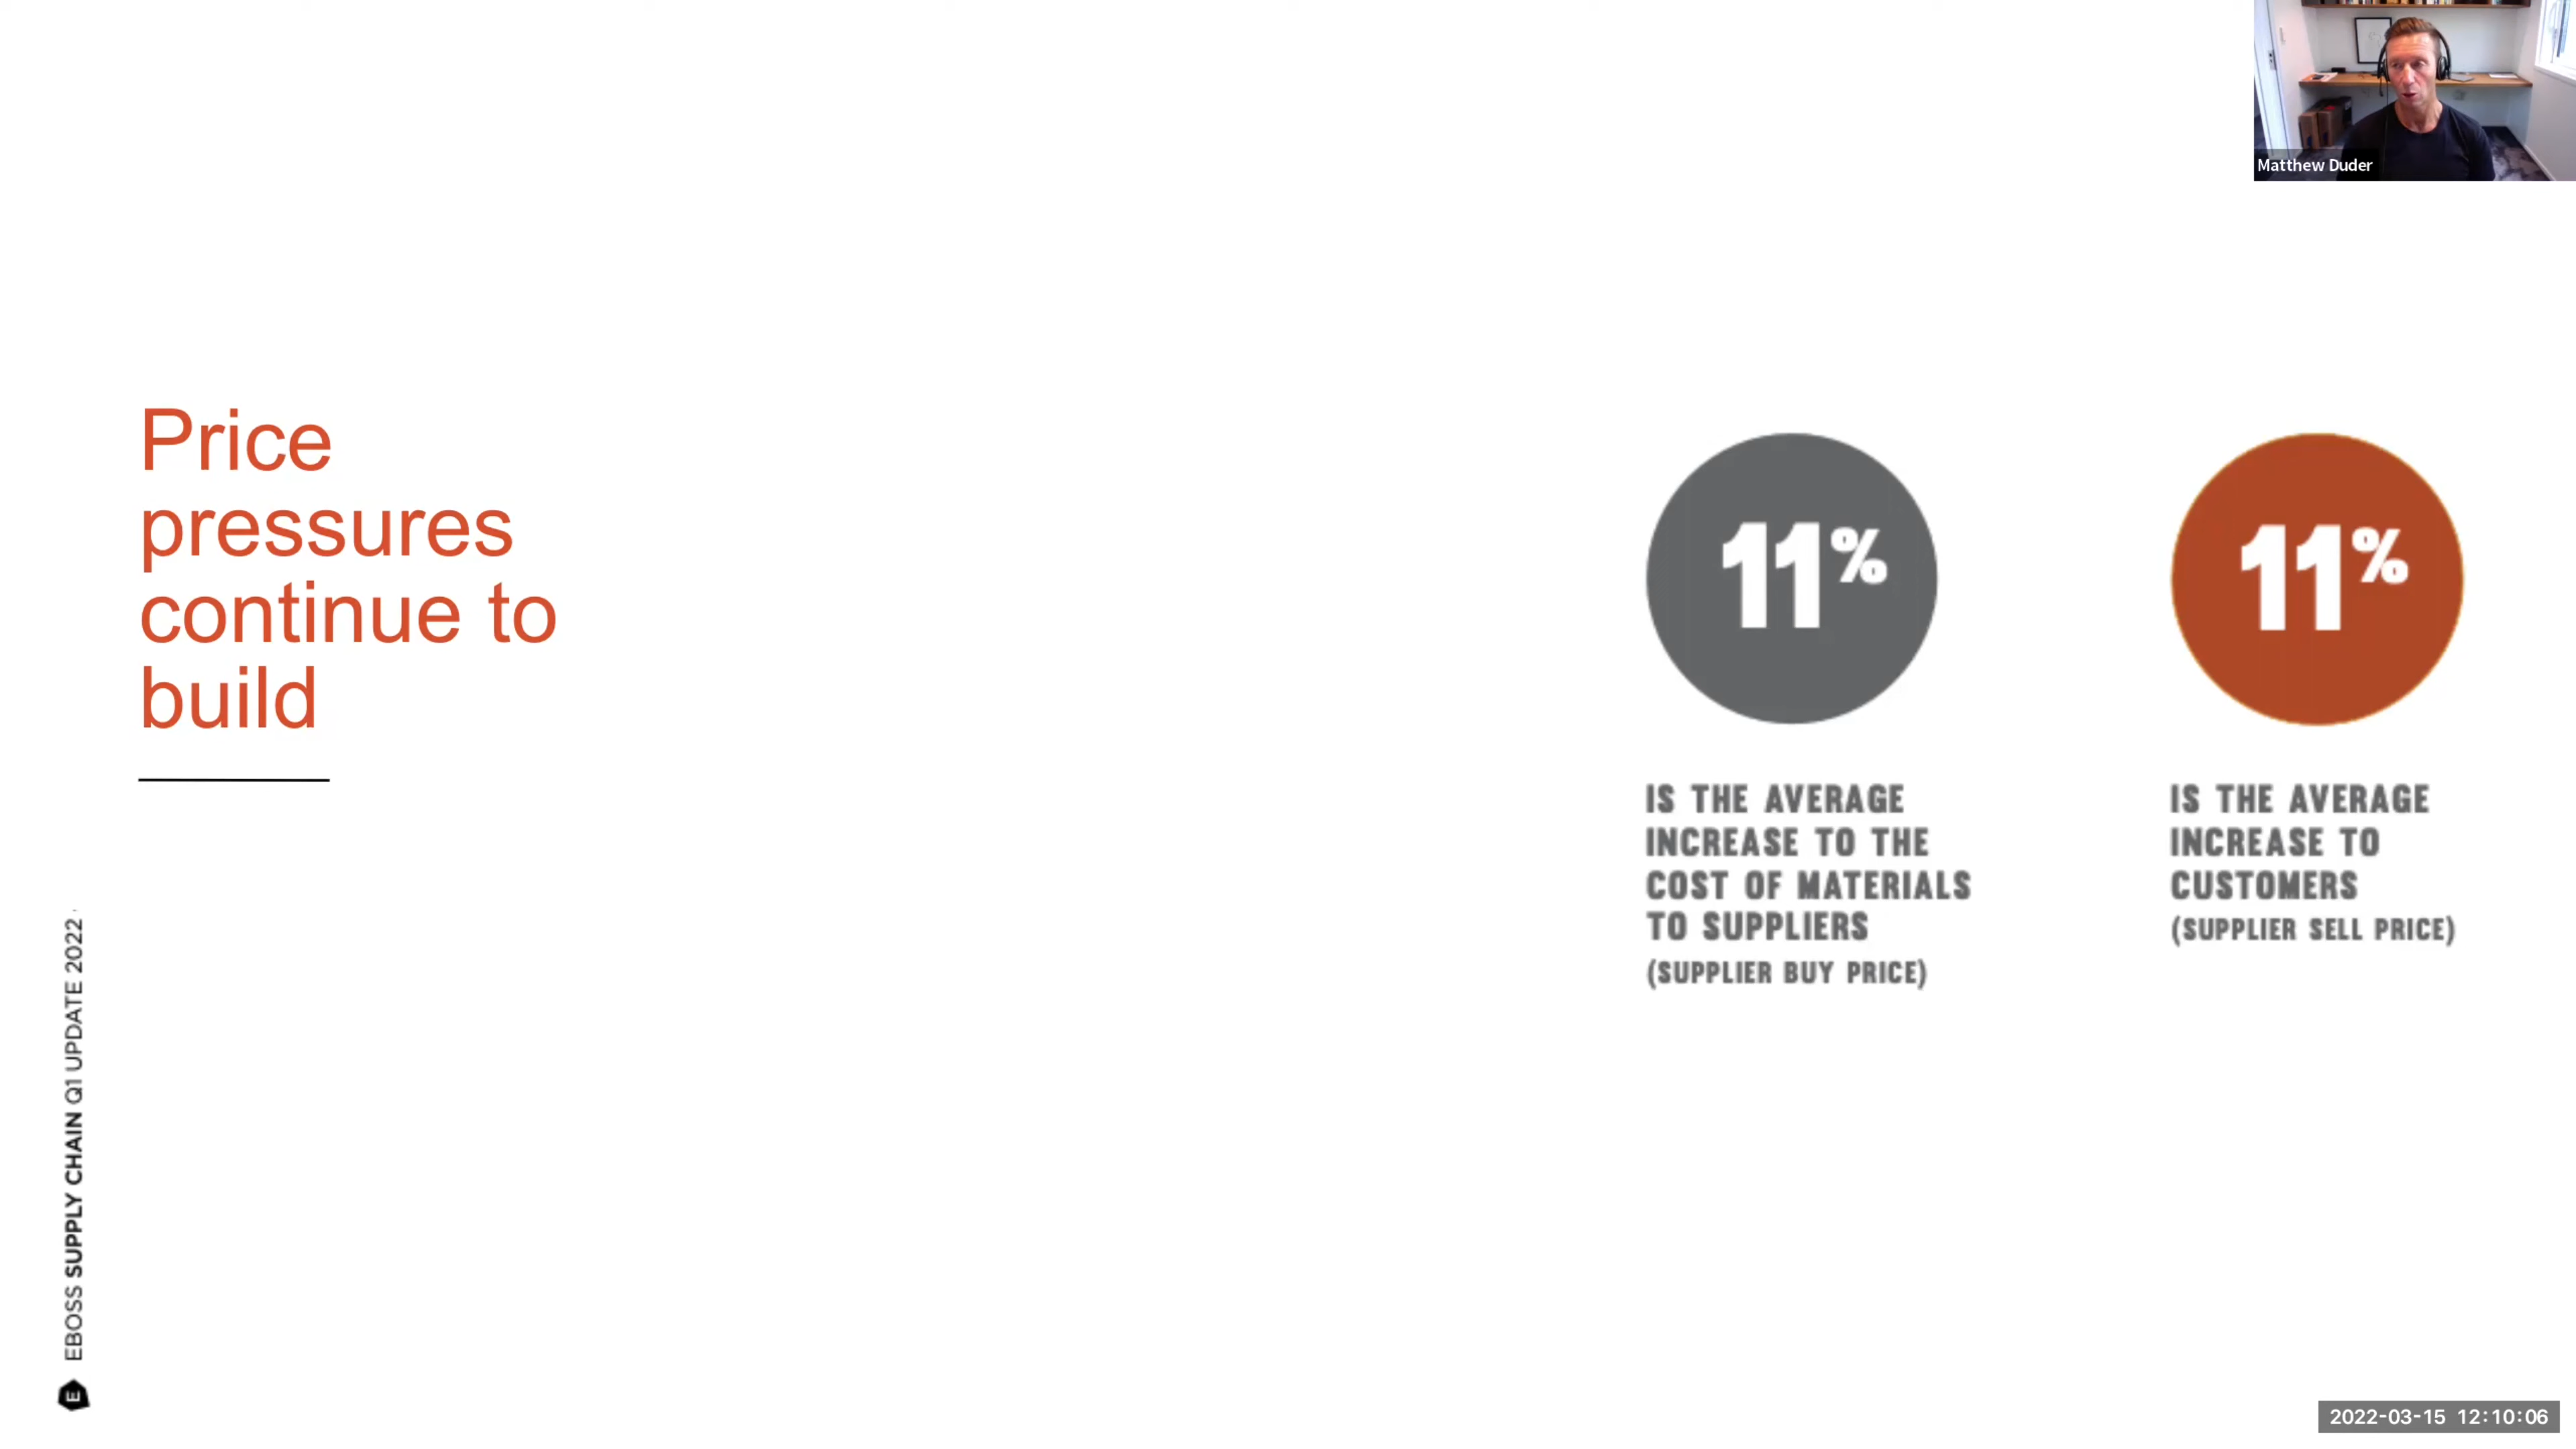 Matthew Duder
Price
pressures
continue to
build
11%
IS THE AVERAGE
INCREASE TO THE
COST OF MATERIALS
TO SUPPLIERS
(SUPPLIER BUY PRICE)
11%
IS THE AVERAGE
INCREASE TO
CUSTOMERS
(SUPPLIER SELL PRICE)
EBOSS SUPPLY CHAIN Q1 UPDATE 2022
E
2022-03-15 12:10:06